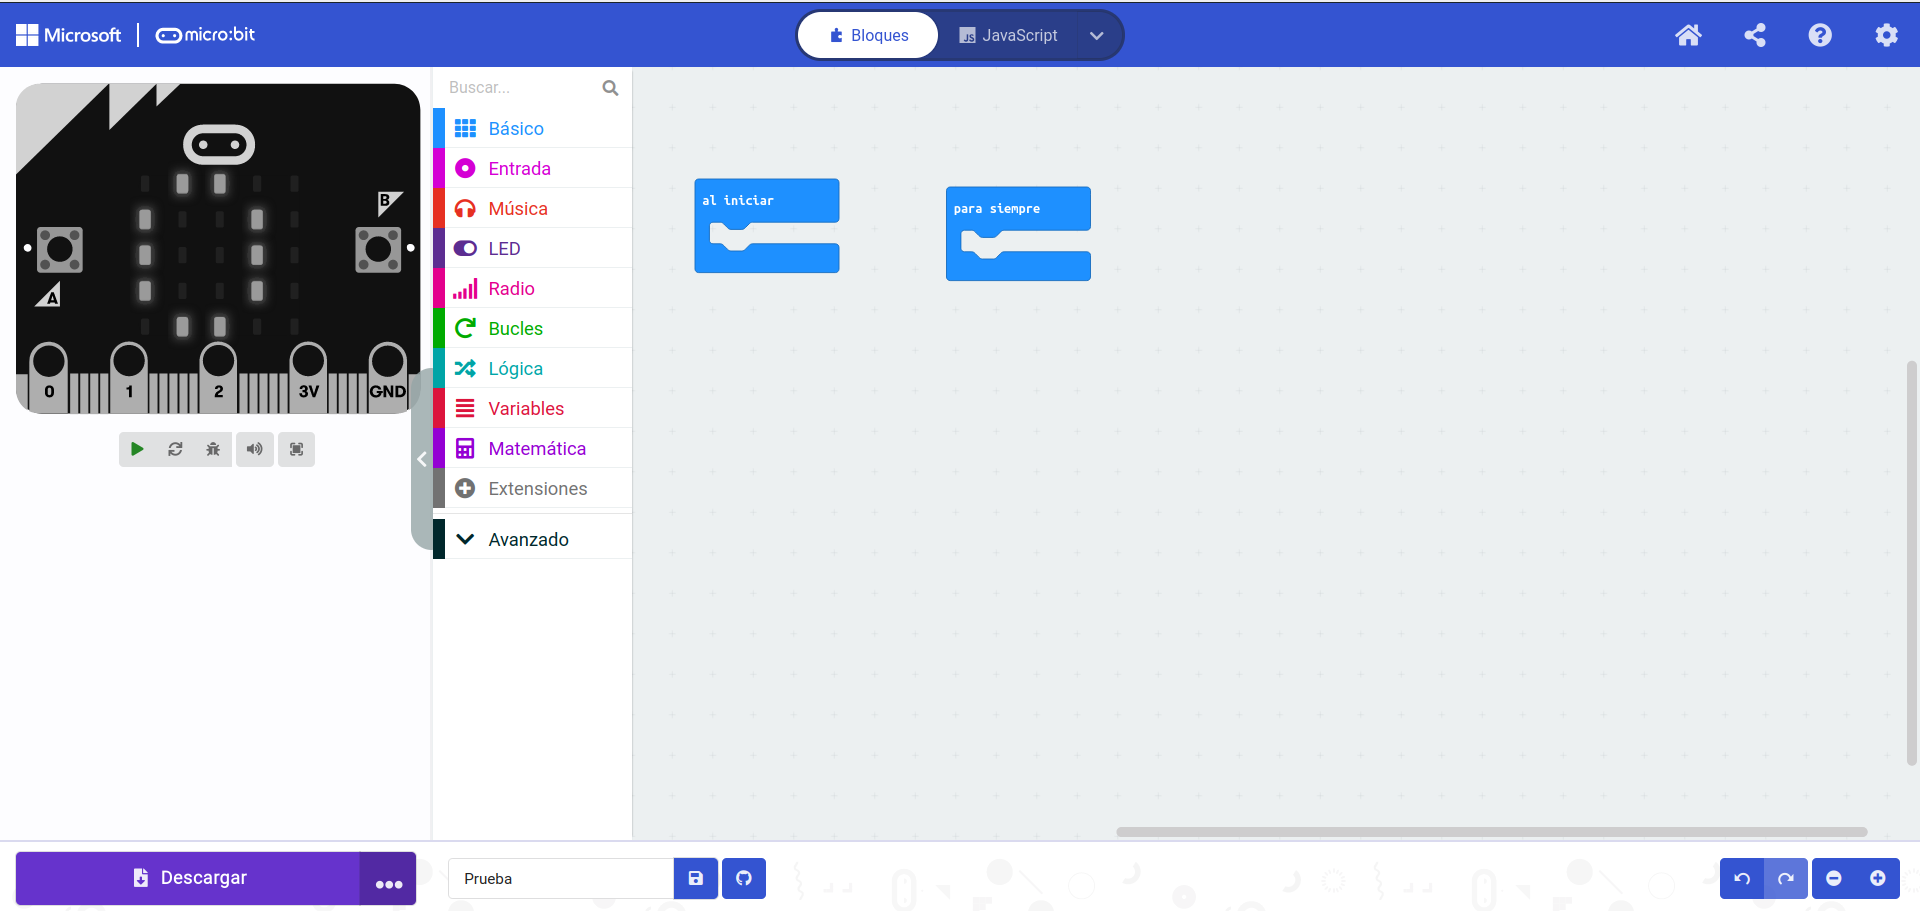 Microsoft
micro:bit
Bloques
JavaScript
B
A
0 1 2 3V GND
Buscar...
Básico
Entrada
Música
LED
Radio
Bucles
Lógica
Variables
Matemática
Extensiones
Avanzado
al iniciar
para siempre
Descargar
Prueba